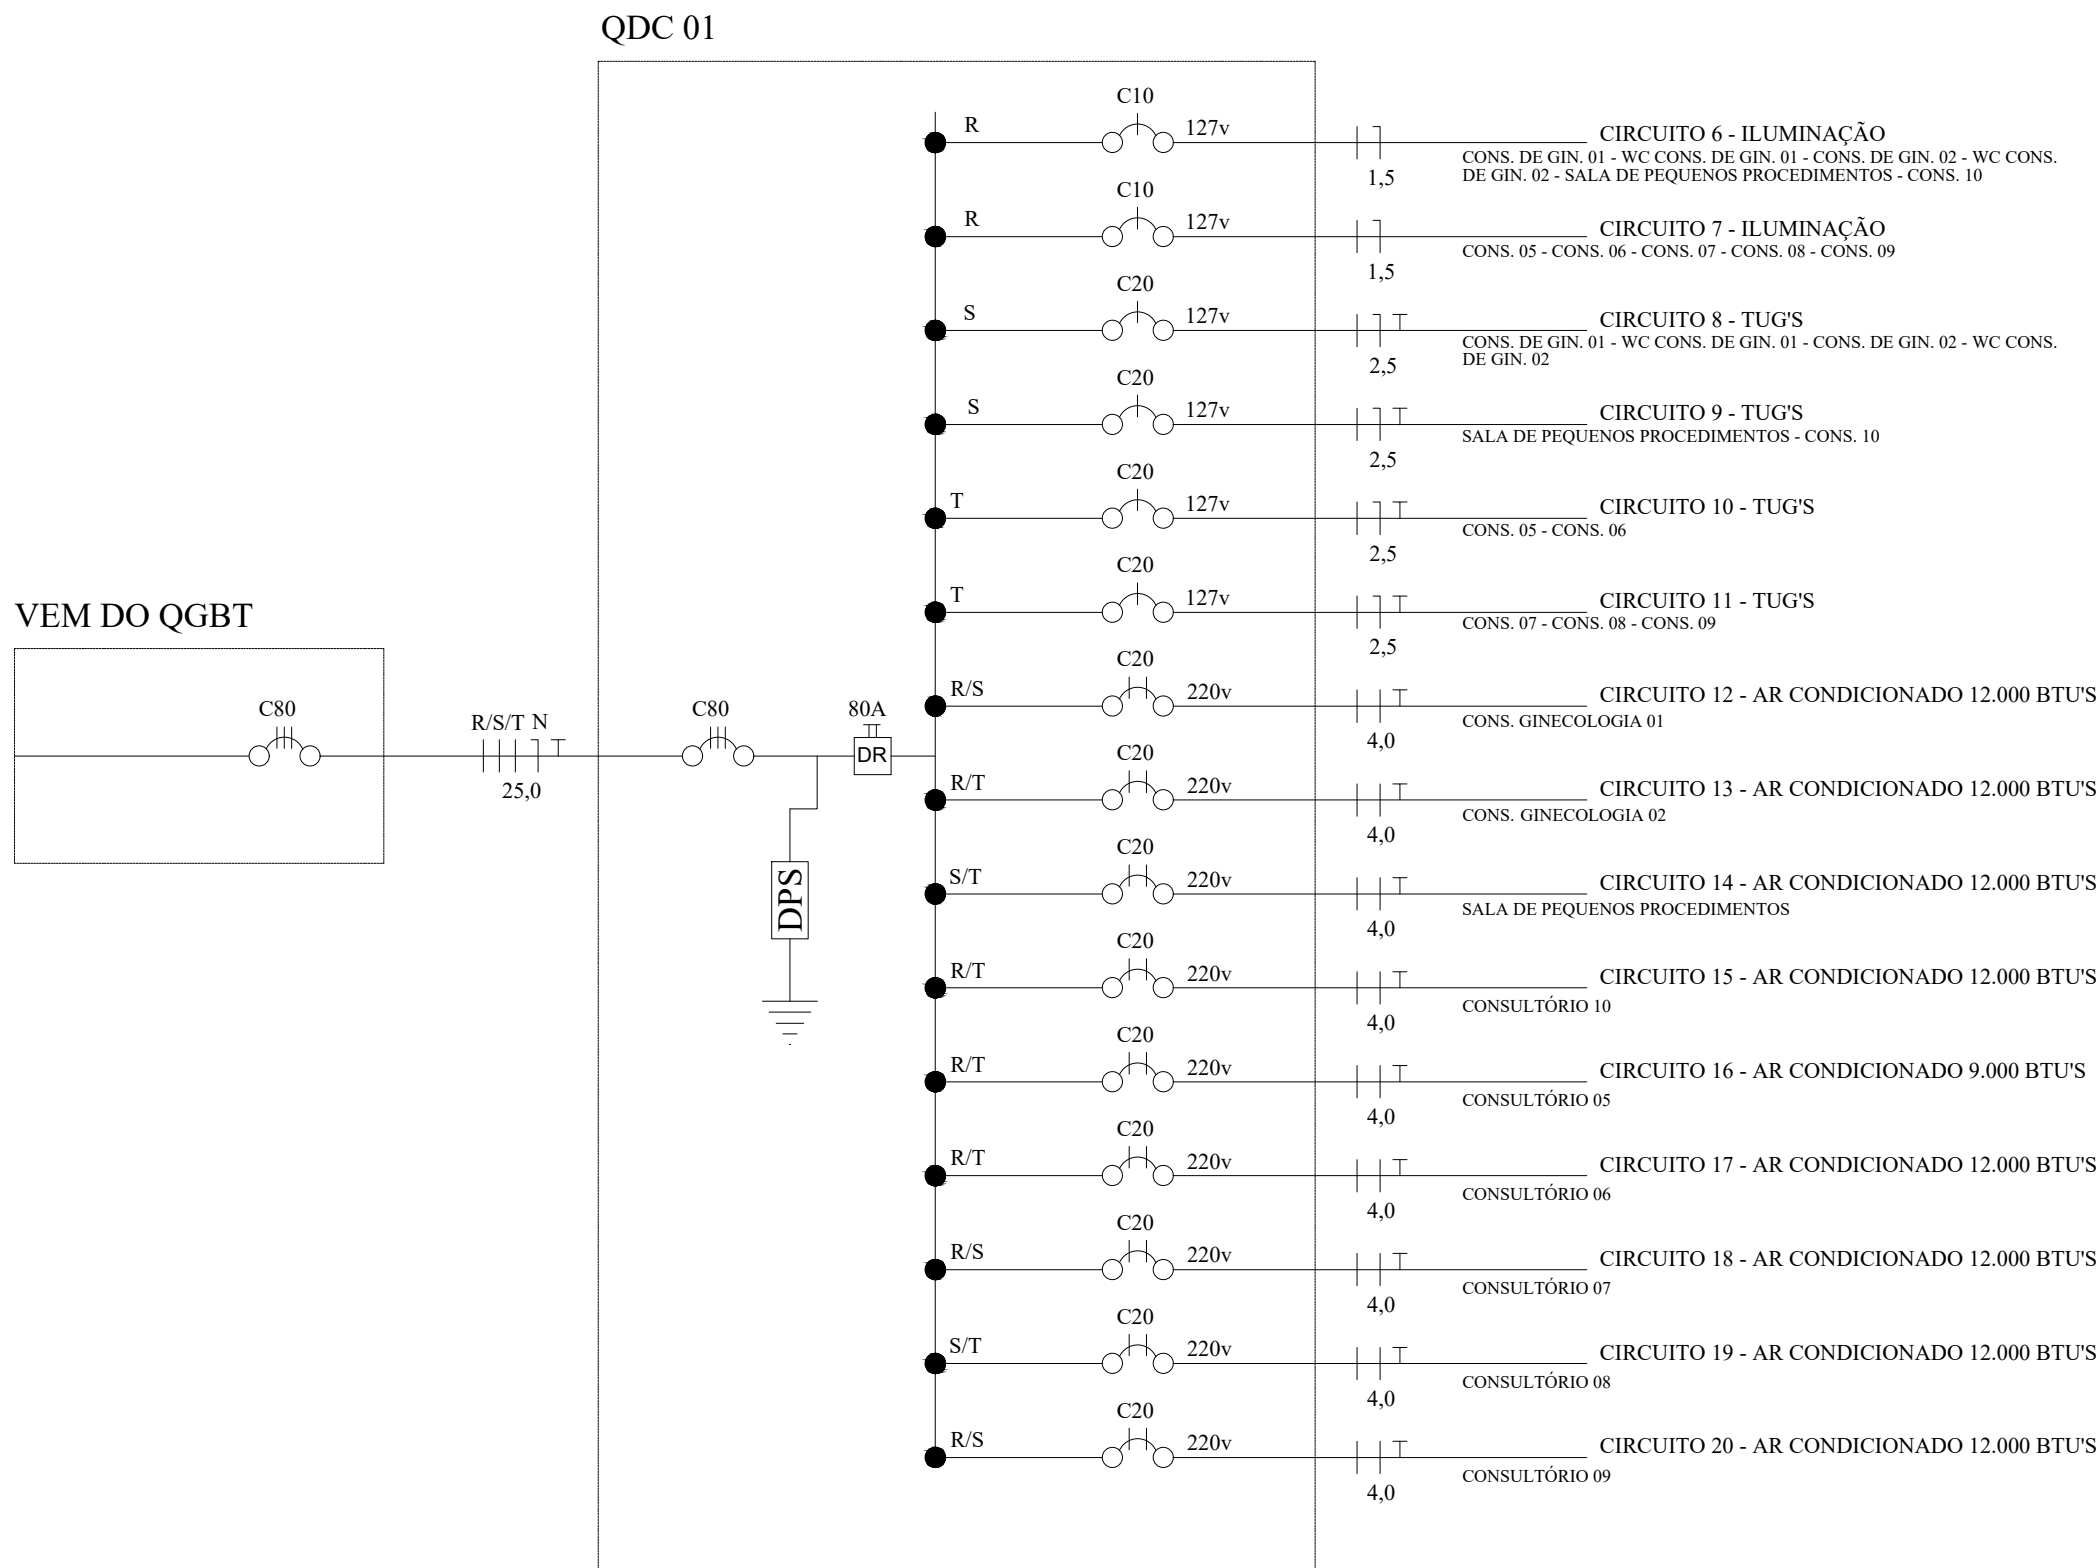 QDC 01
C10
R
127v
CIRCUITO 6 - ILUMINAÇÃO
CONS. DE GIN. 01 - WC CONS. DE GIN. 01 - CONS. DE GIN. 02 - WC CONS.
DE GIN. 02 - SALA DE PEQUENOS PROCEDIMENTOS - CONS. 10
1,5
C10
R
127v
CIRCUITO 7 - ILUMINAÇÃO
CONS. 05 - CONS. 06 - CONS. 07 - CONS. 08 - CONS. 09
1,5
C20
S
127v
CIRCUITO 8 - TUG'S
CONS. DE GIN. 01 - WC CONS. DE GIN. 01 - CONS. DE GIN. 02 - WC CONS.
DE GIN. 02
2,5
C20
S
127v
CIRCUITO 9 - TUG'S
SALA DE PEQUENOS PROCEDIMENTOS - CONS. 10
2,5
C20
T
127v
CIRCUITO 10 - TUG'S
CONS. 05 - CONS. 06
2,5
C20
T
127v
CIRCUITO 11 - TUG'S
CONS. 07 - CONS. 08 - CONS. 09
2,5
VEM DO QGBT
C80
R/S/T N
25,0
C80
80A
DR
DPS
C20
R/S
220v
CIRCUITO 12 - AR CONDICIONADO 12.000 BTU'S
CONS. GINECOLOGIA 01
4,0
C20
R/T
220v
CIRCUITO 13 - AR CONDICIONADO 12.000 BTU'S
CONS. GINECOLOGIA 02
4,0
C20
S/T
220v
CIRCUITO 14 - AR CONDICIONADO 12.000 BTU'S
SALA DE PEQUENOS PROCEDIMENTOS
4,0
C20
R/T
220v
CIRCUITO 15 - AR CONDICIONADO 12.000 BTU'S
CONSULTÓRIO 10
4,0
C20
R/T
220v
CIRCUITO 16 - AR CONDICIONADO 9.000 BTU'S
CONSULTÓRIO 05
4,0
C20
R/T
220v
CIRCUITO 17 - AR CONDICIONADO 12.000 BTU'S
CONSULTÓRIO 06
4,0
C20
R/S
220v
CIRCUITO 18 - AR CONDICIONADO 12.000 BTU'S
CONSULTÓRIO 07
4,0
C20
S/T
220v
CIRCUITO 19 - AR CONDICIONADO 12.000 BTU'S
CONSULTÓRIO 08
4,0
C20
R/S
220v
CIRCUITO 20 - AR CONDICIONADO 12.000 BTU'S
CONSULTÓRIO 09
4,0